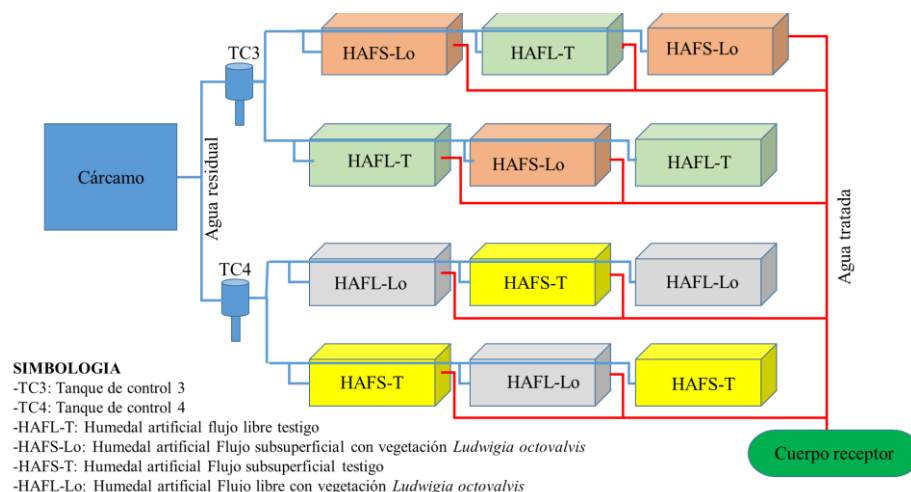 TC3
HAFS-Lo
HAFL-T
HAFS-Lo
Cárcamo
Agua residual
HAFL-T
HAFS-Lo
HAFL-T
Agua tratada
TC4
HAFL-Lo
HAFS-T
HAFL-Lo
HAFS-T
HAFL-Lo
HAFS-T
SIMBOLOGIA
-TC3: Tanque de control 3
-TC4: Tanque de control 4
-HAFL-T: Humedal artificial flujo libre testigo
-HAFS-Lo: Humedal artificial Flujo subsuperficial con vegetación Ludwigia octovalvis
-HAFS-T: Humedal artificial Flujo subsuperficial testigo
-HAFL-Lo: Humedal artificial Flujo libre con vegetación Ludwigia octovalvis
Cuerpo receptor